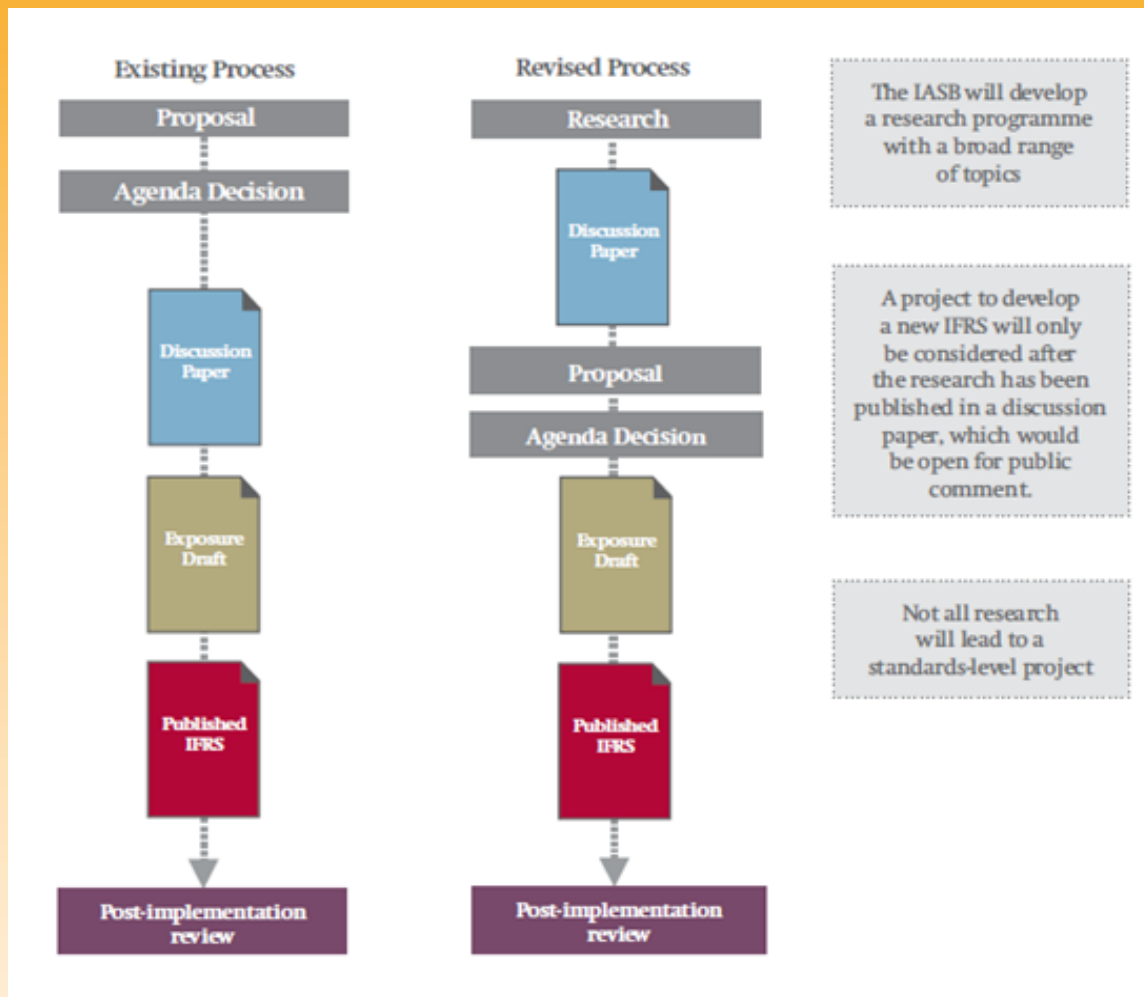 Existing Process
Proposal
Agenda Decision
Discussion
Paper
Exposure
Draft
Published
IFRS
Post-implementation
review
Revised Process
Research
Discussion
Paper
Proposal
Agenda Decision
Exposure
Draft
Published
IFRS
Post-implementation
review
The IASB will develop
a research programme
with a broad range
of topics
A project to develop
a new IFRS will only
be considered after
the research has been
published in a discussion
paper, which would
be open for public
comment.
Not all research
will lead to a
standards-level project